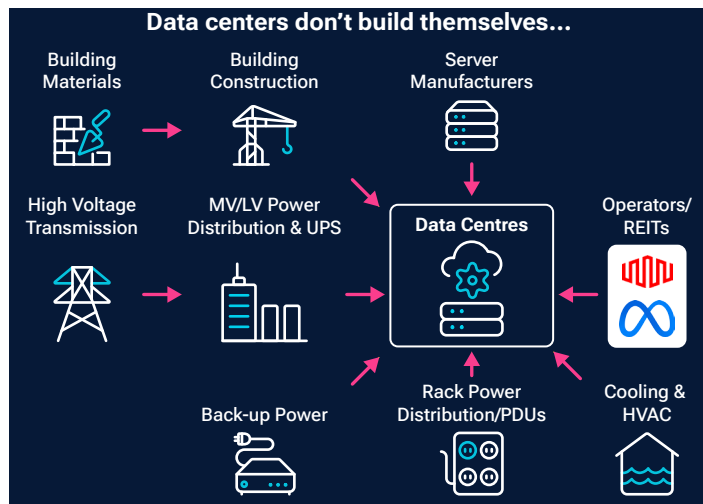 Data centers don’t build themselves...
Building
Materials
Building
Construction
Server
Manufacturers
High Voltage
Transmission
MV/LV Power
Distribution & UPS
Data Centres
Operators/
REITs
Back-up Power
Rack Power
Distribution/PDUs
Cooling &
HVAC